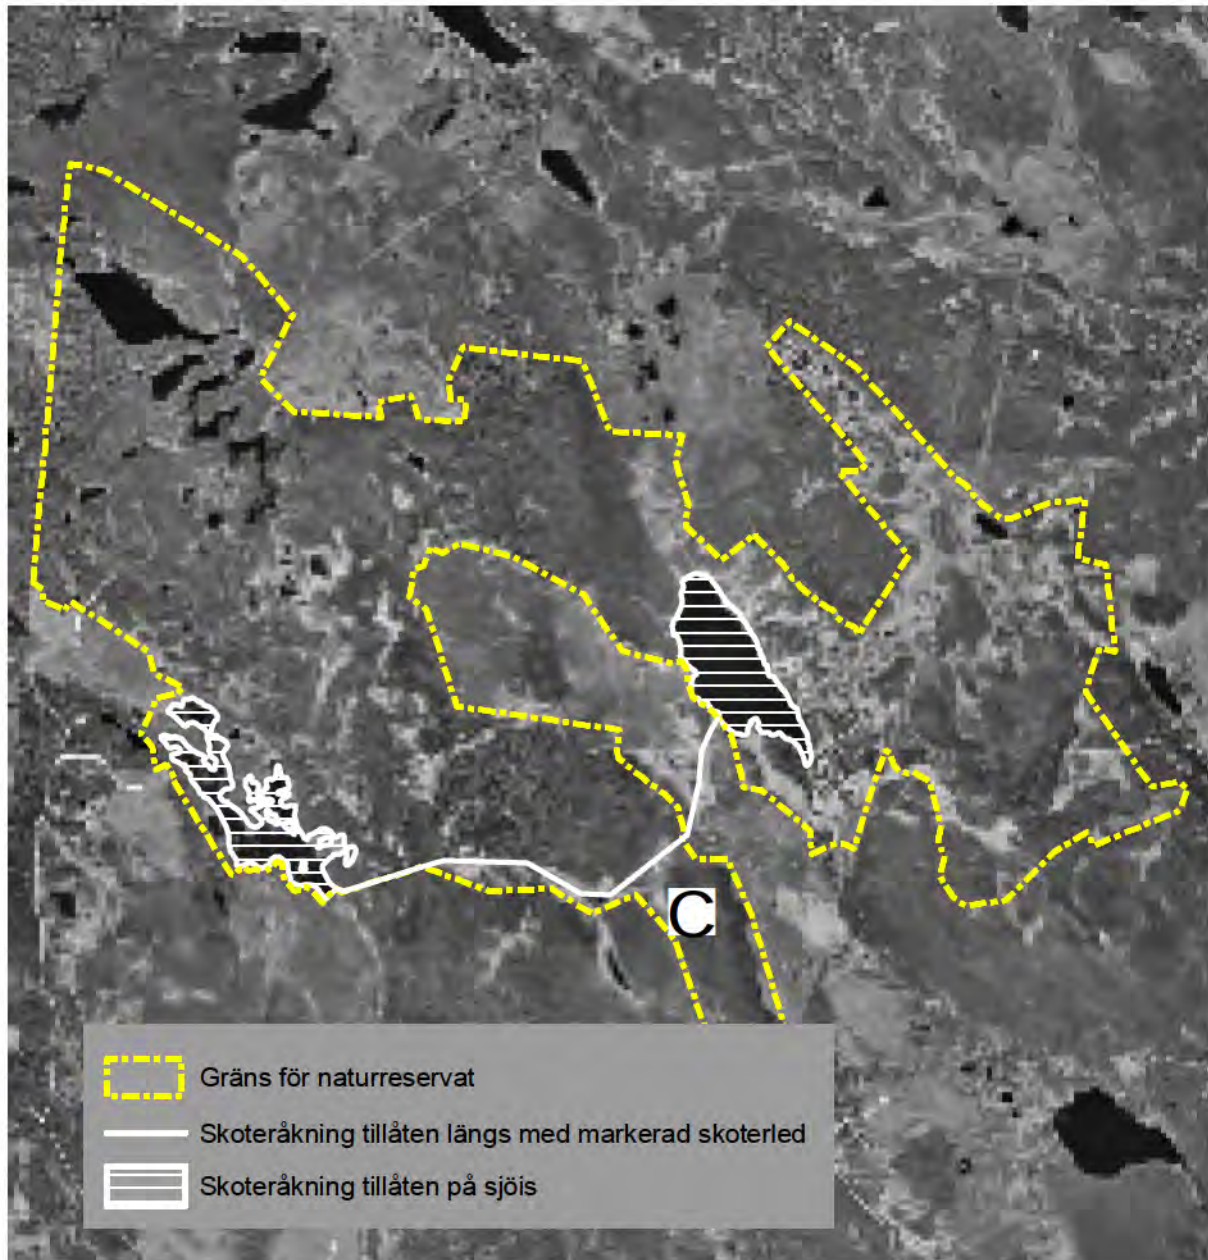 C
Gräns för naturreservat
Skoteråkning tillåten längs med markerad skoterled
Skoteråkning tillåten på sjöis